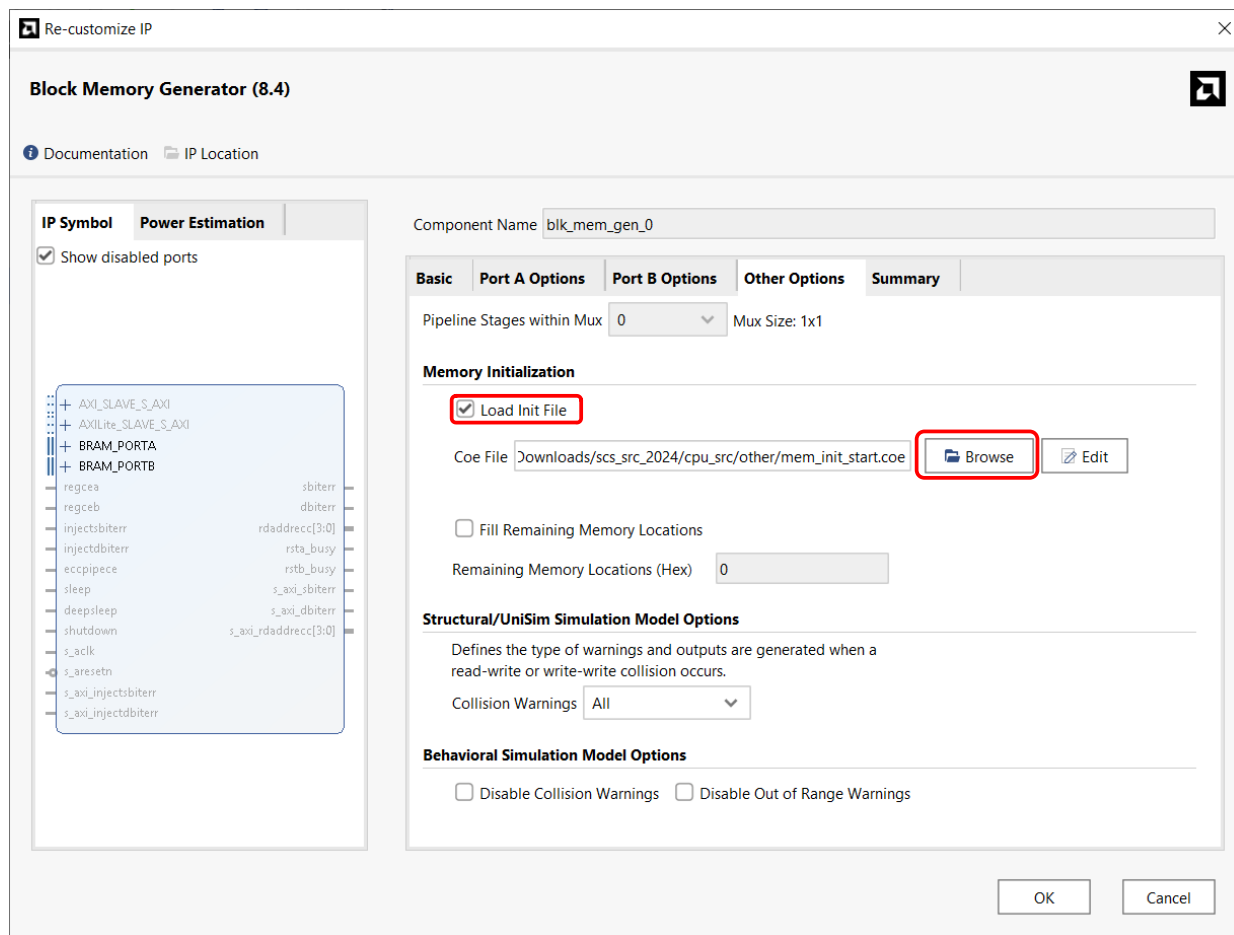 Re-customize IP
Block Memory Generator (8.4)
Documentation IP Location
IP Symbol Power Estimation
Show disabled ports
AXI_SLAVE_S_AXI
AXILite_SLAVE_S_AXI
BRAM_PORTA
BRAM_PORTB
regcea sbiterr
regceb dbiterr
injectsbiterr rdaddrecc[3:0]
injectdbiterr rsta_busy
eccpipece rstb_busy
sleep s_axi_sbiterr
deepsleep s_axi_dbiterr
shutdown s_axi_rdaddrecc[3:0]
s_aclk
s_aresetn
s_axi_injectsbiterr
s_axi_injectdbiterr
Component Name blk_mem_gen_0
Basic Port A Options Port B Options Other Options Summary
Pipeline Stages within Mux 0 Mux Size: 1x1
Memory Initialization
Load Init File
Coe File Downloads/scs_src_2024/cpu_src/other/mem_init_start.coe Browse Edit
Fill Remaining Memory Locations
Remaining Memory Locations (Hex) 0
Structural/UniSim Simulation Model Options
Defines the type of warnings and outputs are generated when a
read-write or write-write collision occurs.
Collision Warnings All
Behavioral Simulation Model Options
Disable Collision Warnings Disable Out of Range Warnings
OK Cancel